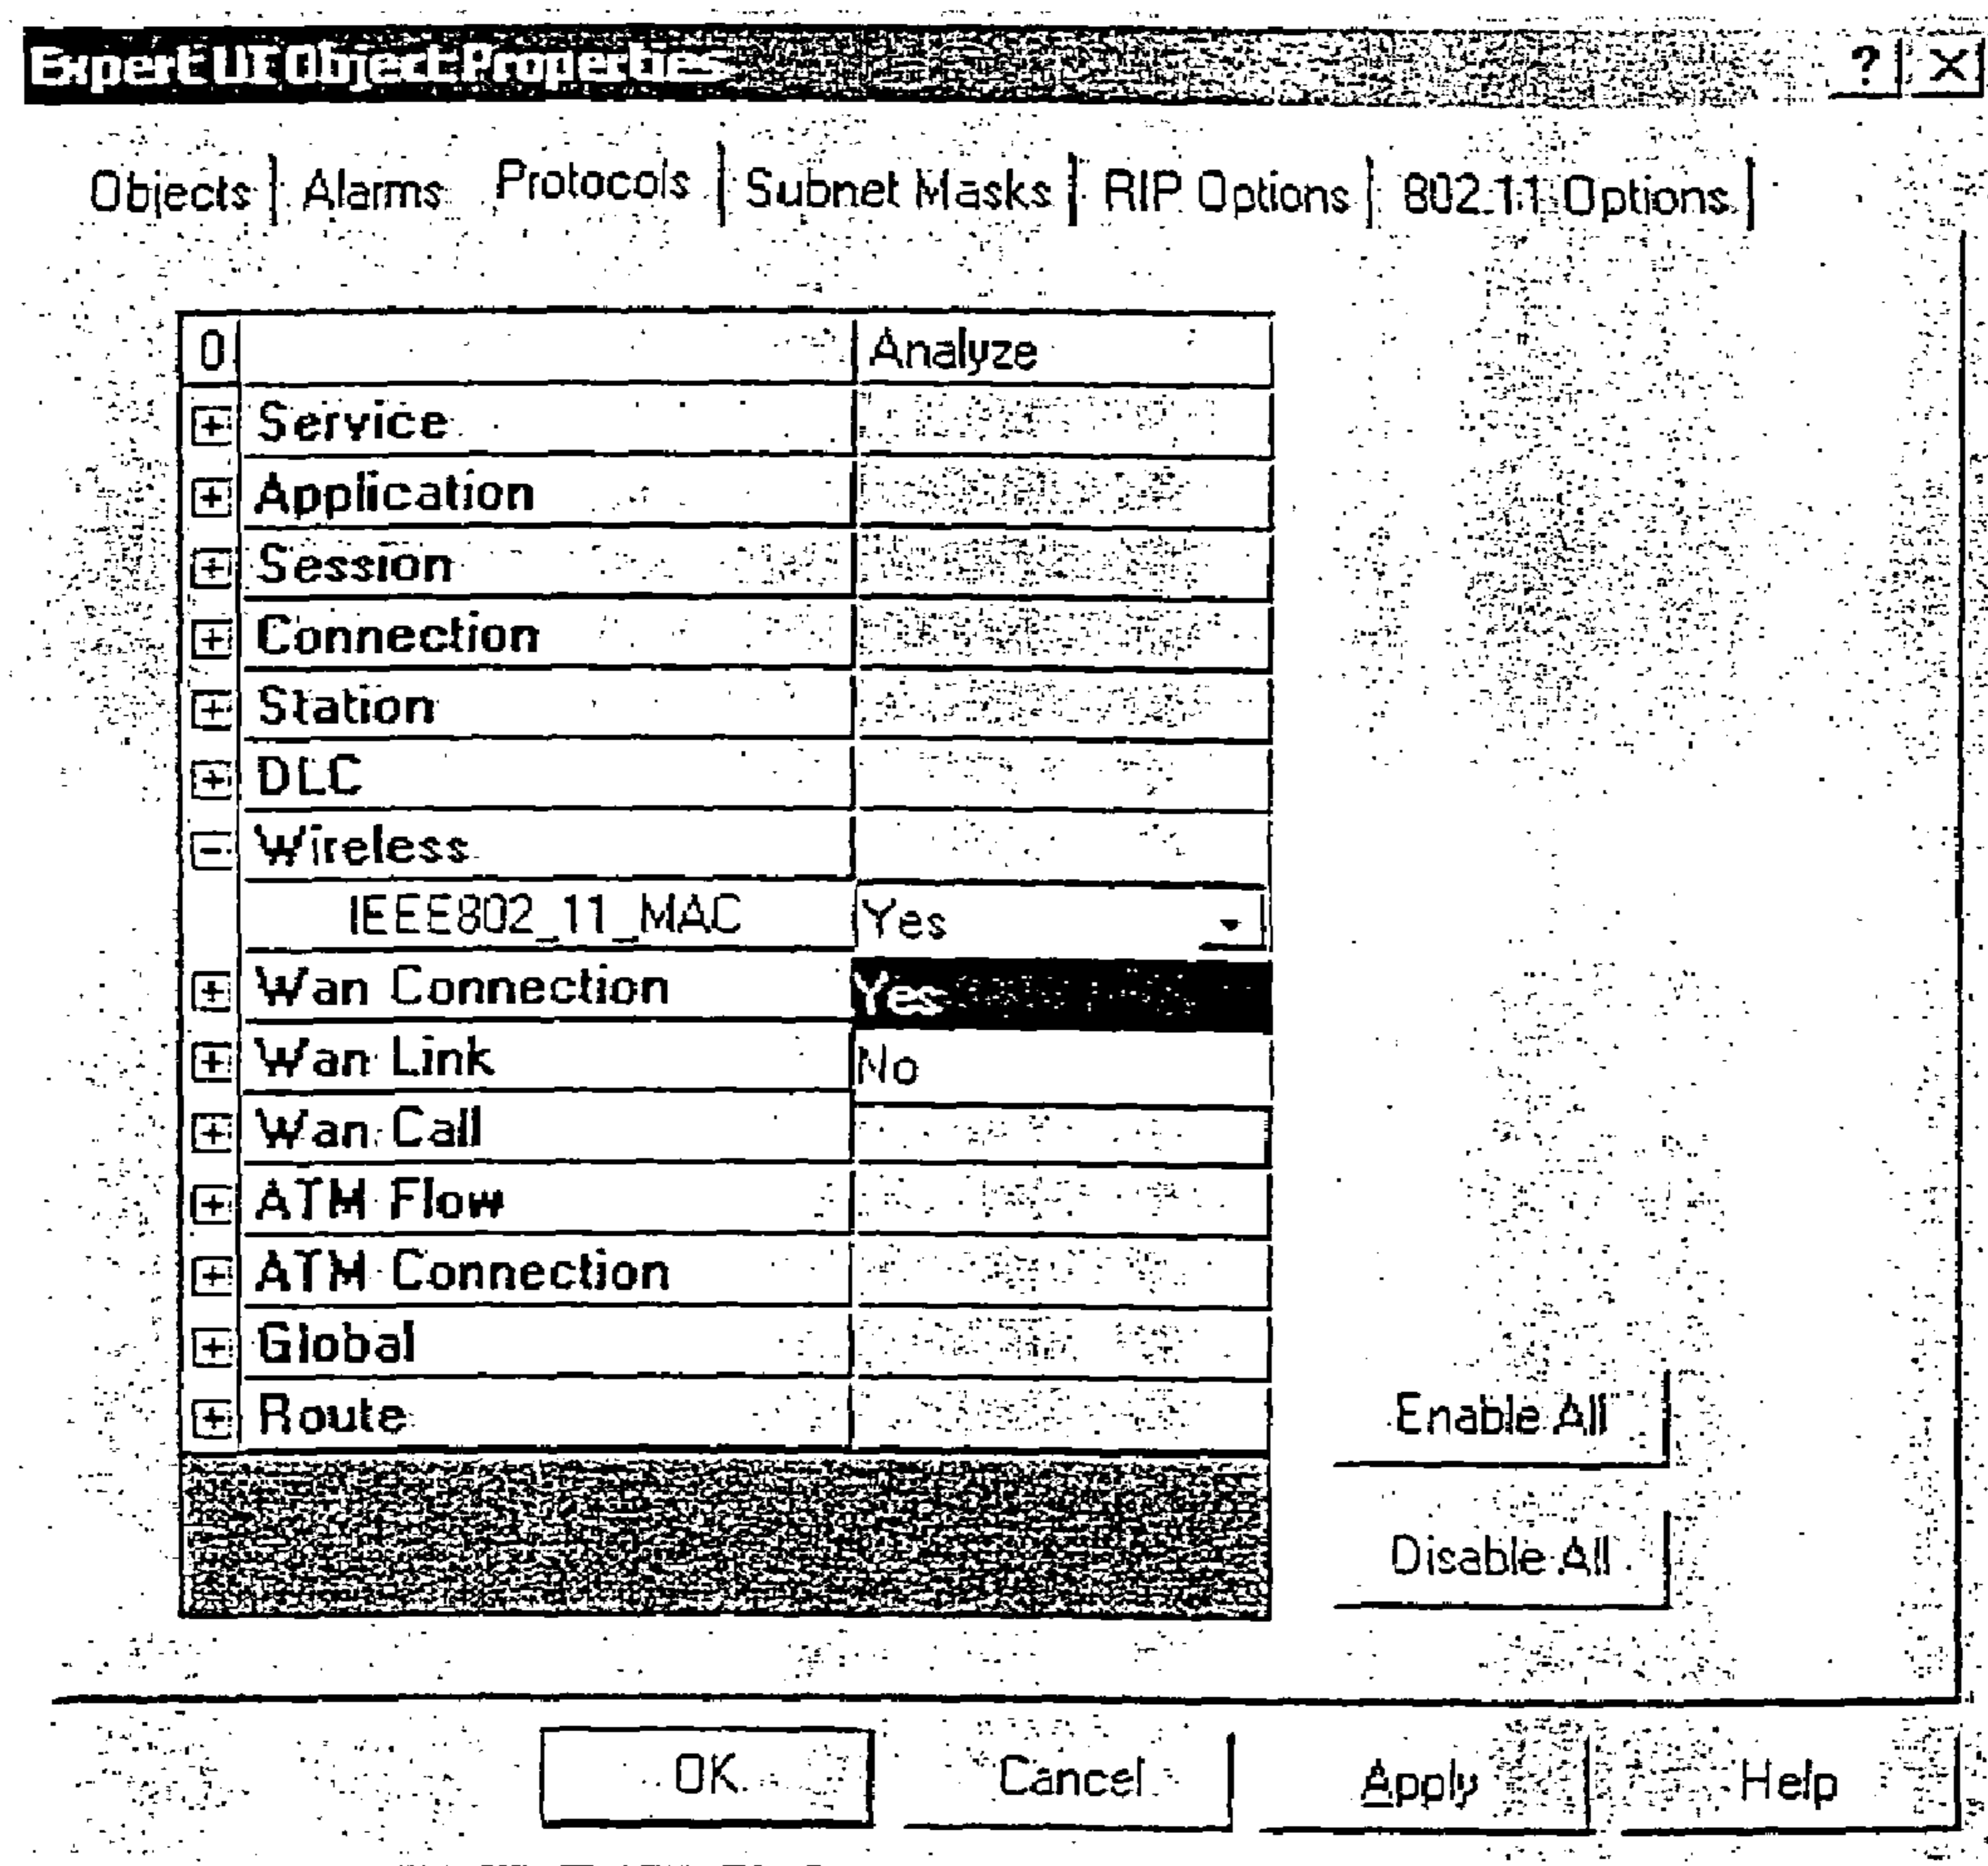 Expert UI Object Properties ? X
Objects Alarms Protocols Subnet Masks RIP Options 802.11 Options
0 Analyze
+ Service
+ Application
+ Session
+ Connection
+ Station
+ DLC
- Wireless
IEEE802_11_MAC Yes
+ Wan Connection Yes
+ Wan Link No
+ Wan Call
+ ATM Flow
+ ATM Connection
+ Global
+ Route
Enable All
Disable All
OK Cancel Apply Help